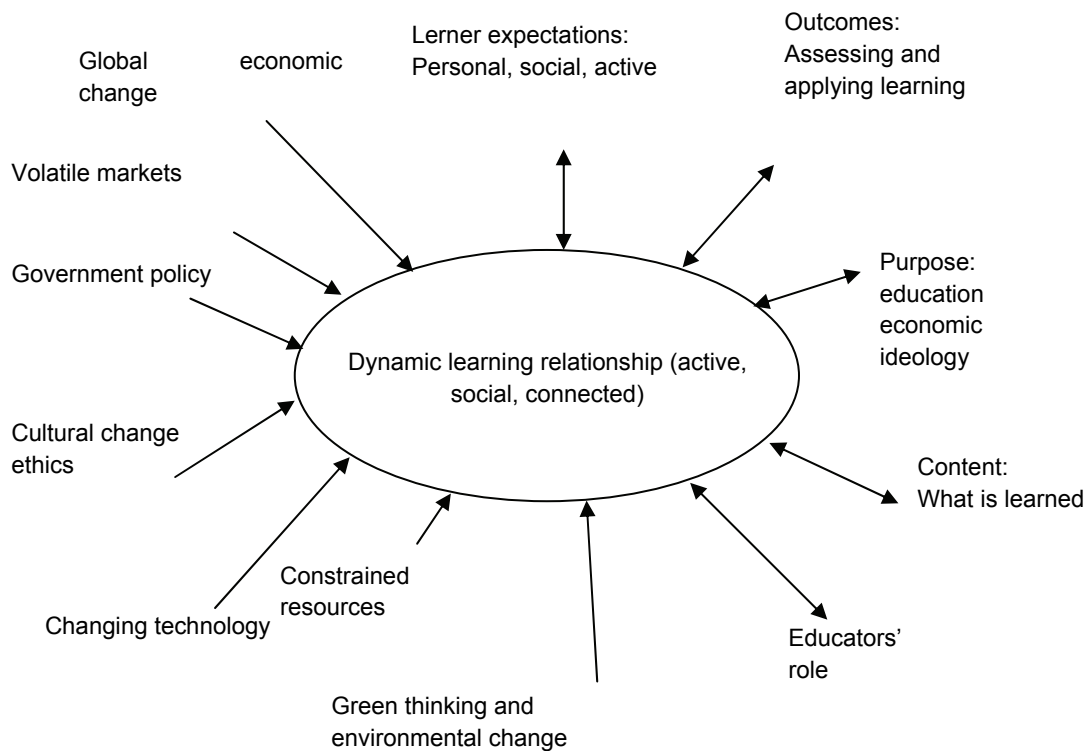 Global economic
change
Lerner expectations:
Personal, social, active
Outcomes:
Assessing and
applying learning
Volatile markets
Government policy
Purpose:
education
economic
ideology
Dynamic learning relationship (active,
social, connected)
Cultural change
ethics
Content:
What is learned
Constrained
resources
Changing technology
Educators’
role
Green thinking and
environmental change